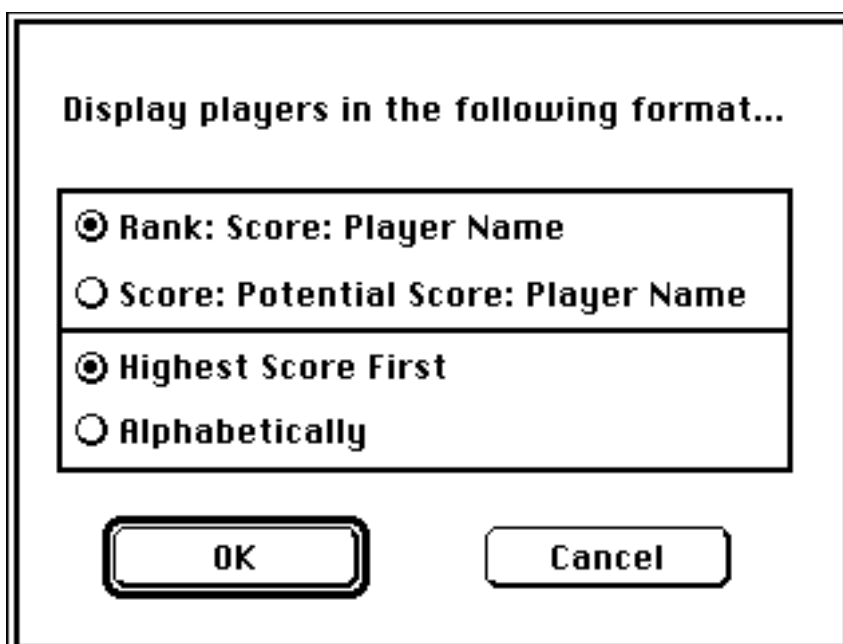 Display players in the following format...
Rank: Score: Player Name
Score: Potential Score: Player Name
Highest Score First
Alphabetically
OK
Cancel